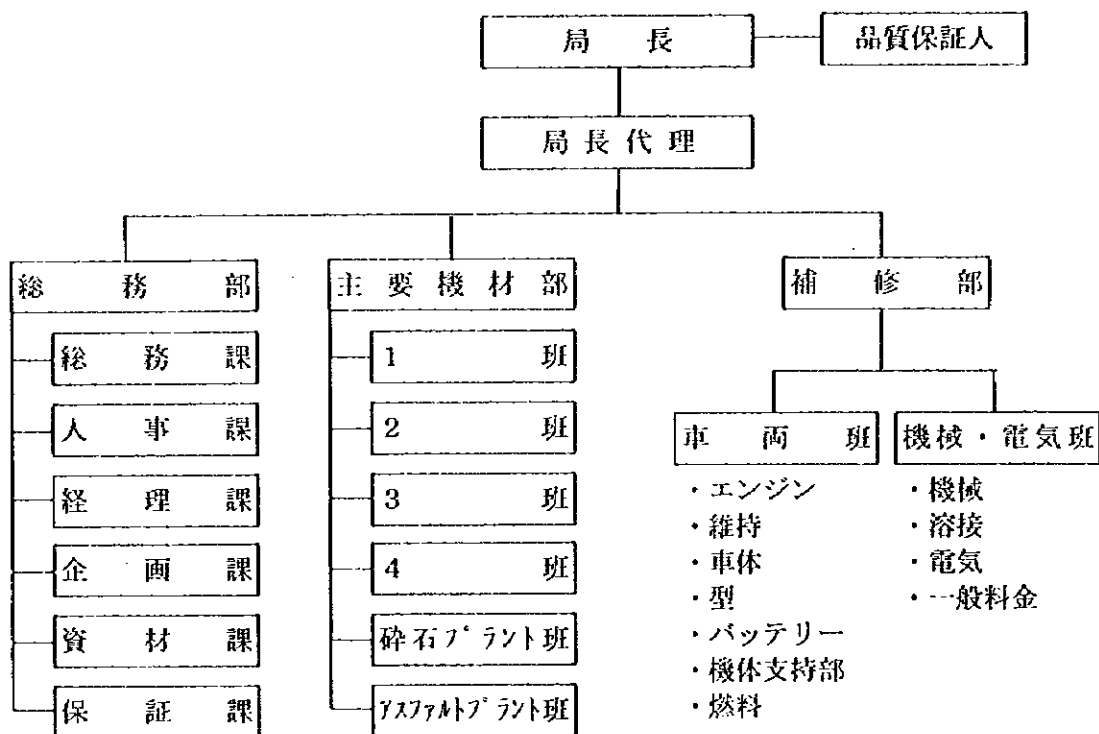 局長
品質保証人
局長代理
総務部
総務課
人事課
経理課
企画課
資材課
保証課
主要機材部
1班
2班
3班
4班
砕石プラント班
アスファルトプラント班
補修部
車両班
・エンジン
・維持
・車体
・型
・バッテリー
・機体支持部
・燃料
機械・電気班
・機械
・溶接
・電気
・一般料金